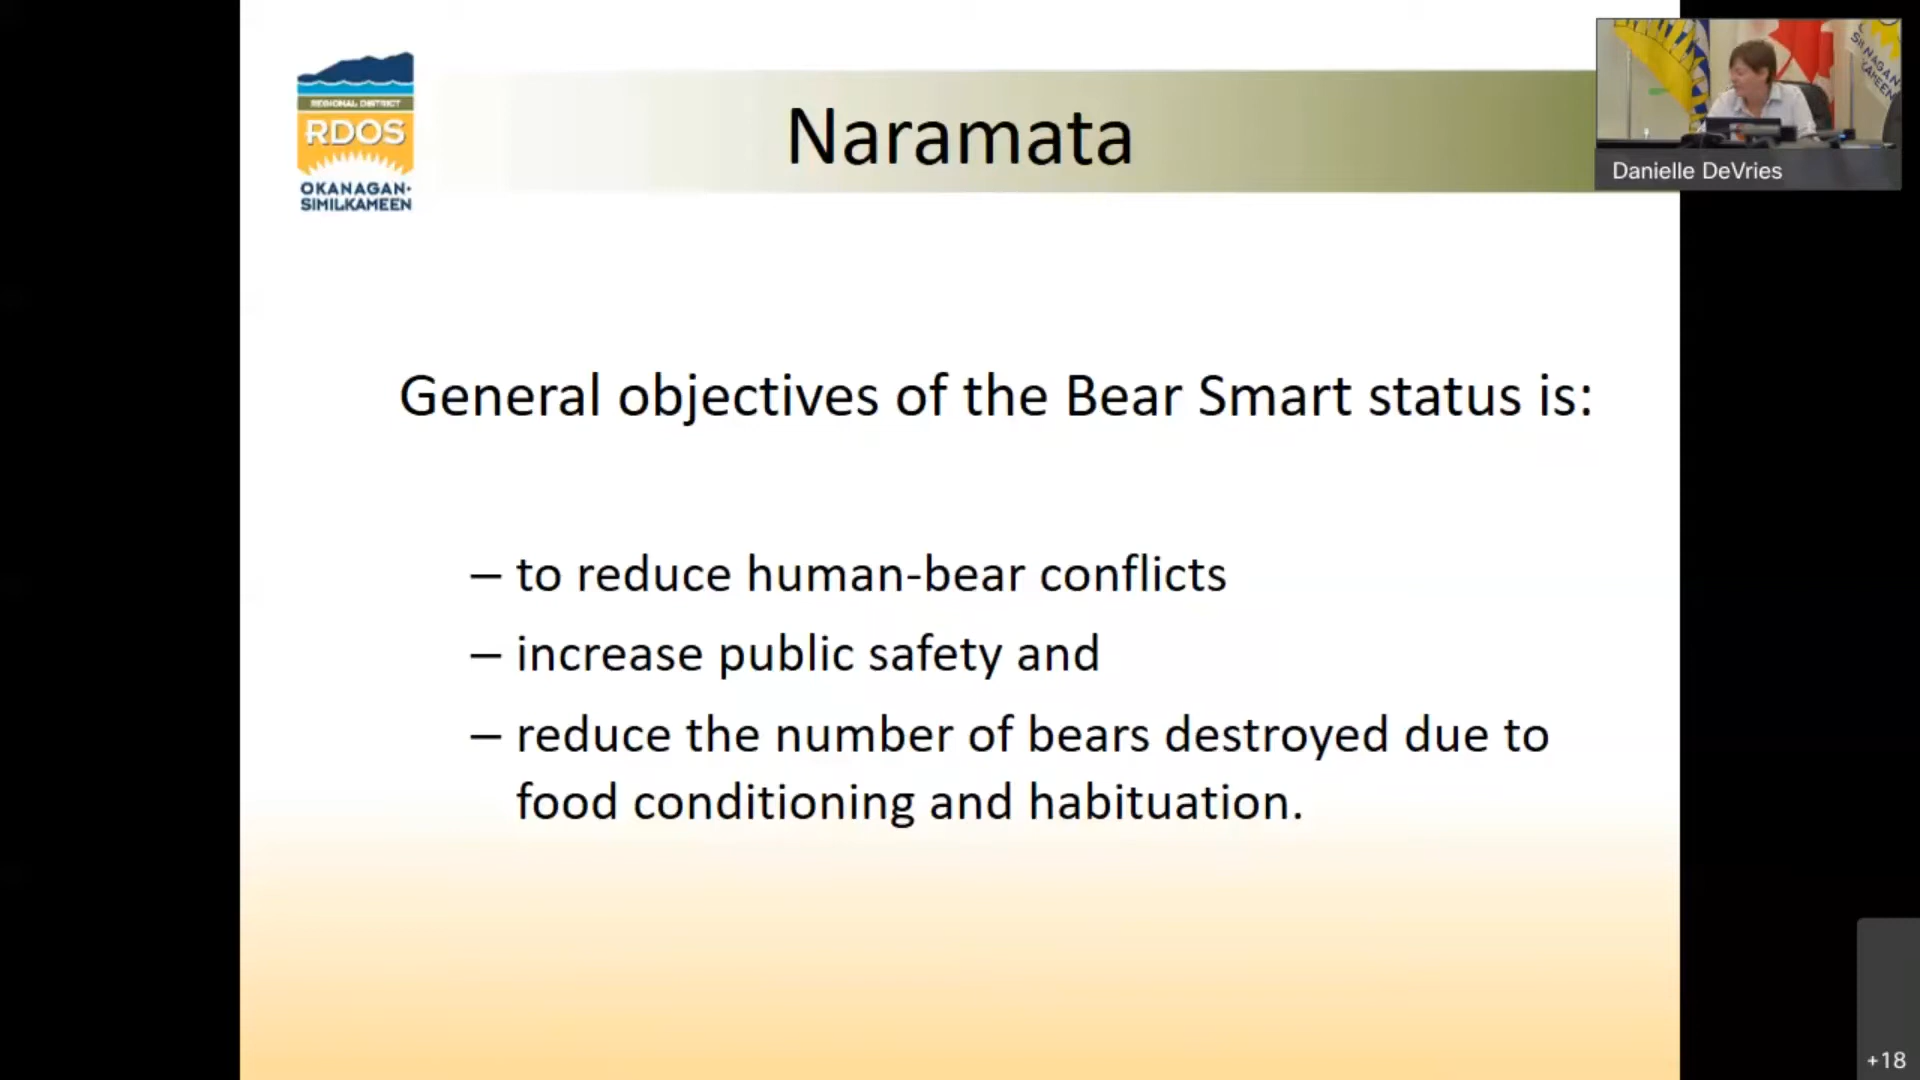 REGIONAL DISTRICT
RDOS
OKANAGAN-
SIMILKAMEEN
Naramata
SIMILKAMEEN
Danielle DeVries
General objectives of the Bear Smart status is:
– to reduce human-bear conflicts
– increase public safety and
– reduce the number of bears destroyed due to
food conditioning and habituation.
+18